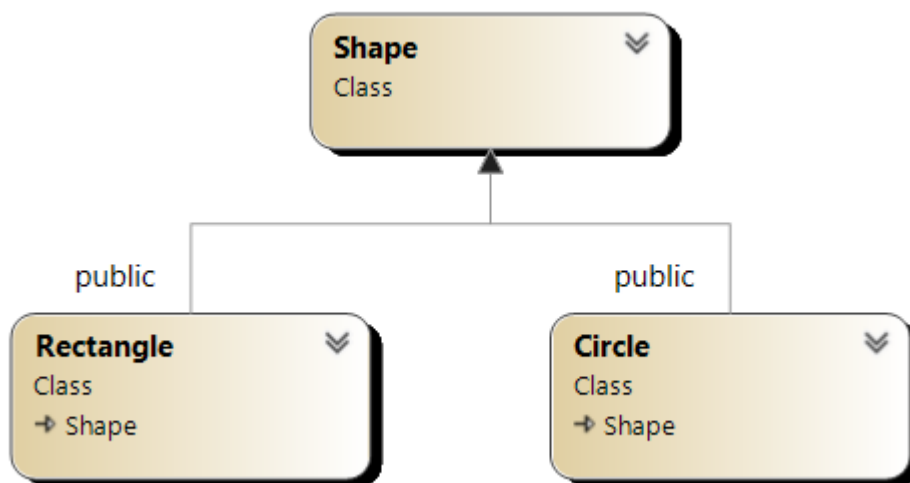 Shape
Class
public
public
Rectangle
Class
Shape
Circle
Class
Shape